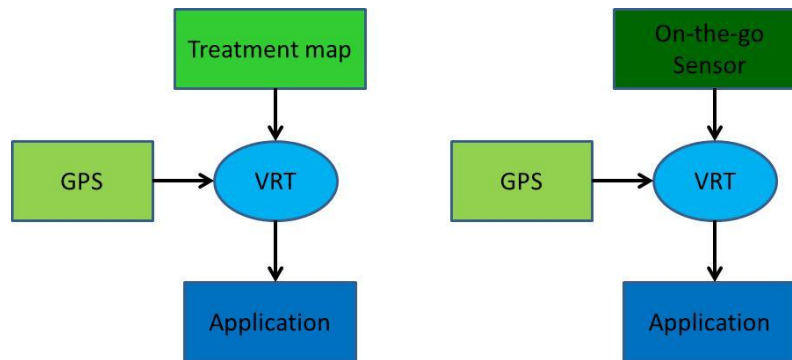 Treatment map
GPS
VRT
Application
On-the-go
Sensor
GPS
VRT
Application